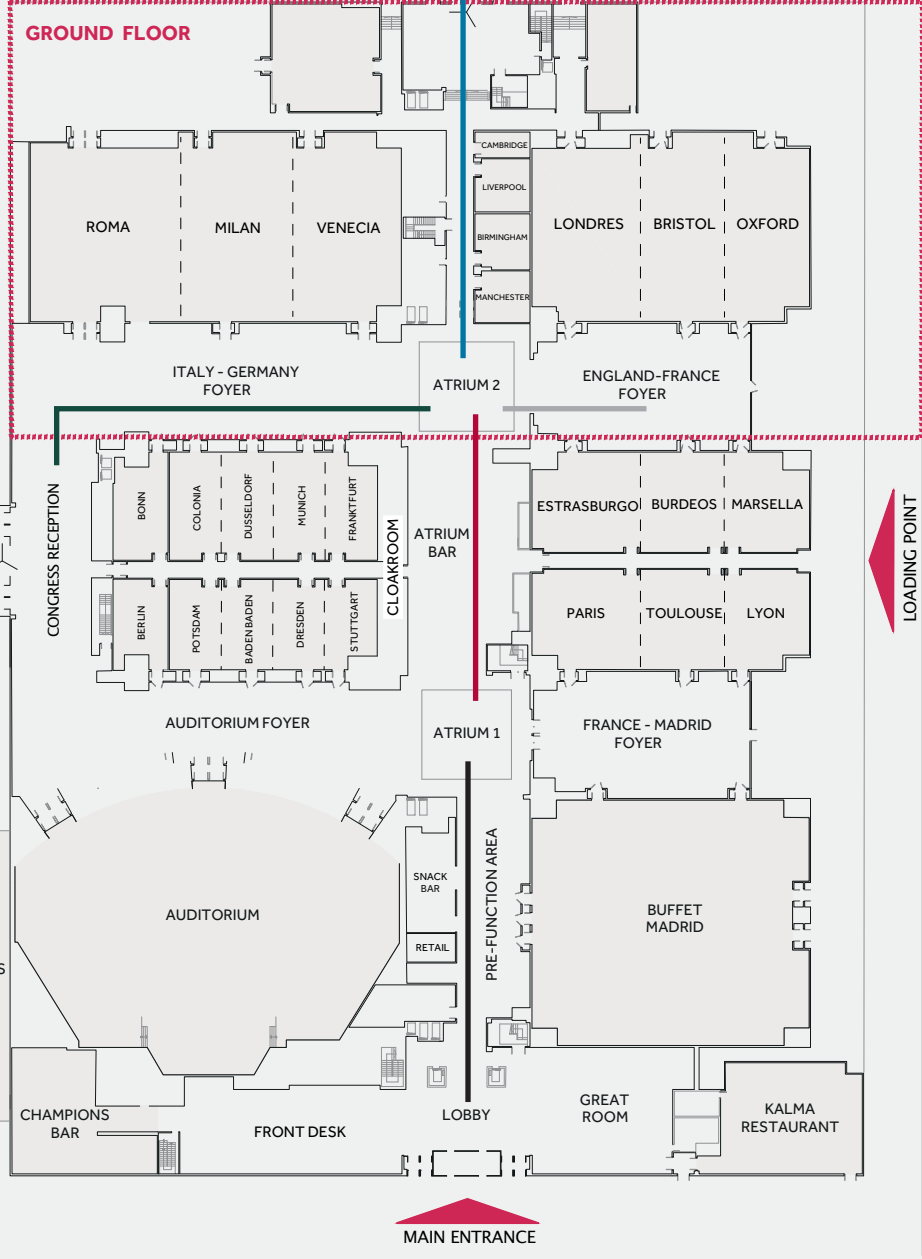 GROUND FLOOR
CAMBRIDGE
LIVERPOOL
BIRMINGHAM
MANCHESTER
ROMA
MILAN
VENECIA
LONDRES
BRISTOL
OXFORD
ITALY - GERMANY
FOYER
ATRIUM 2
ENGLAND-FRANCE
FOYER
CONGRESS RECEPTION
BONN
COLONIA
DUSSELDORF
MUNICH
FRANKTFURT
CLOAKROOM
ATRIUM
BAR
ESTRASBURGO
BURDEOS
MARSELLA
LOADING POINT
BERLIN
POTSDAM
BADENBADEN
DRESDEN
STUTTGART
PARIS
TOULOUSE
LYON
AUDITORIUM FOYER
ATRIUM 1
FRANCE - MADRID
FOYER
PRE-FUNCTION AREA
SNACK
BAR
AUDITORIUM
RETAIL
BUFFET
MADRID
S
CHAMPIONS
BAR
FRONT DESK
LOBBY
GREAT
ROOM
KALMA
RESTAURANT
MAIN ENTRANCE